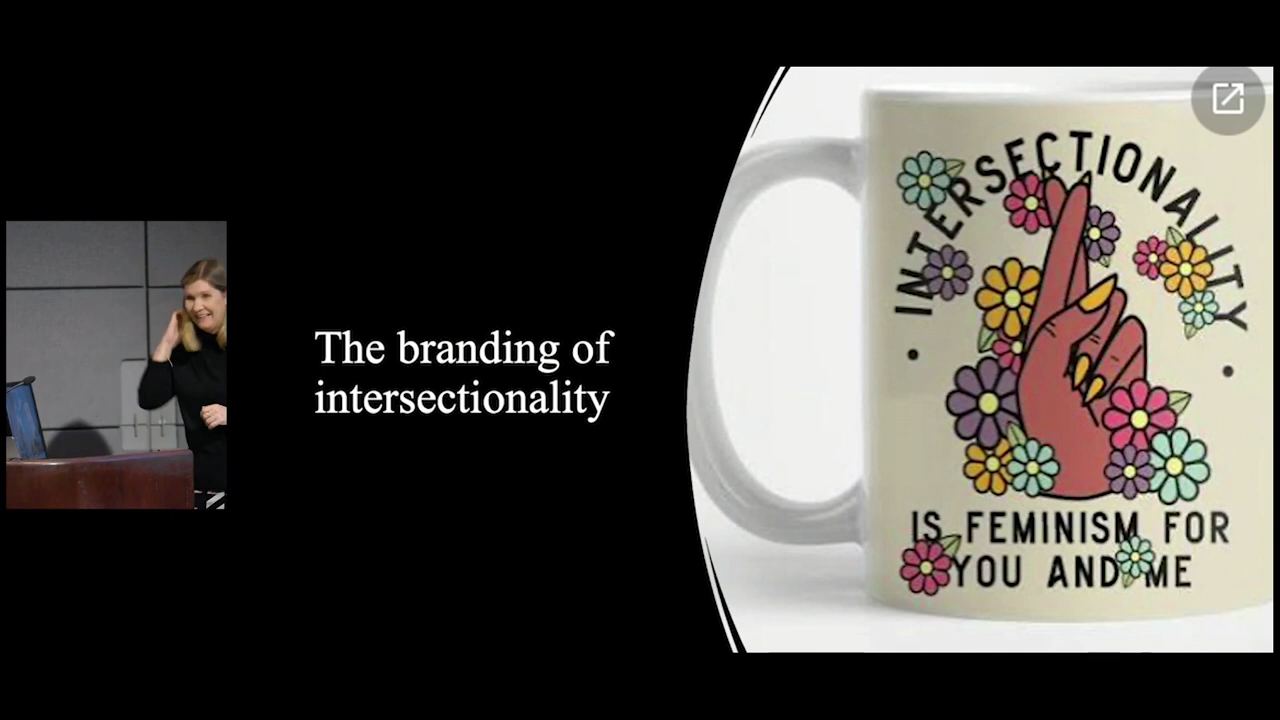 The branding of
intersectionality
INTERSECTIONALITY
IS FEMINISM FOR
YOU AND ME